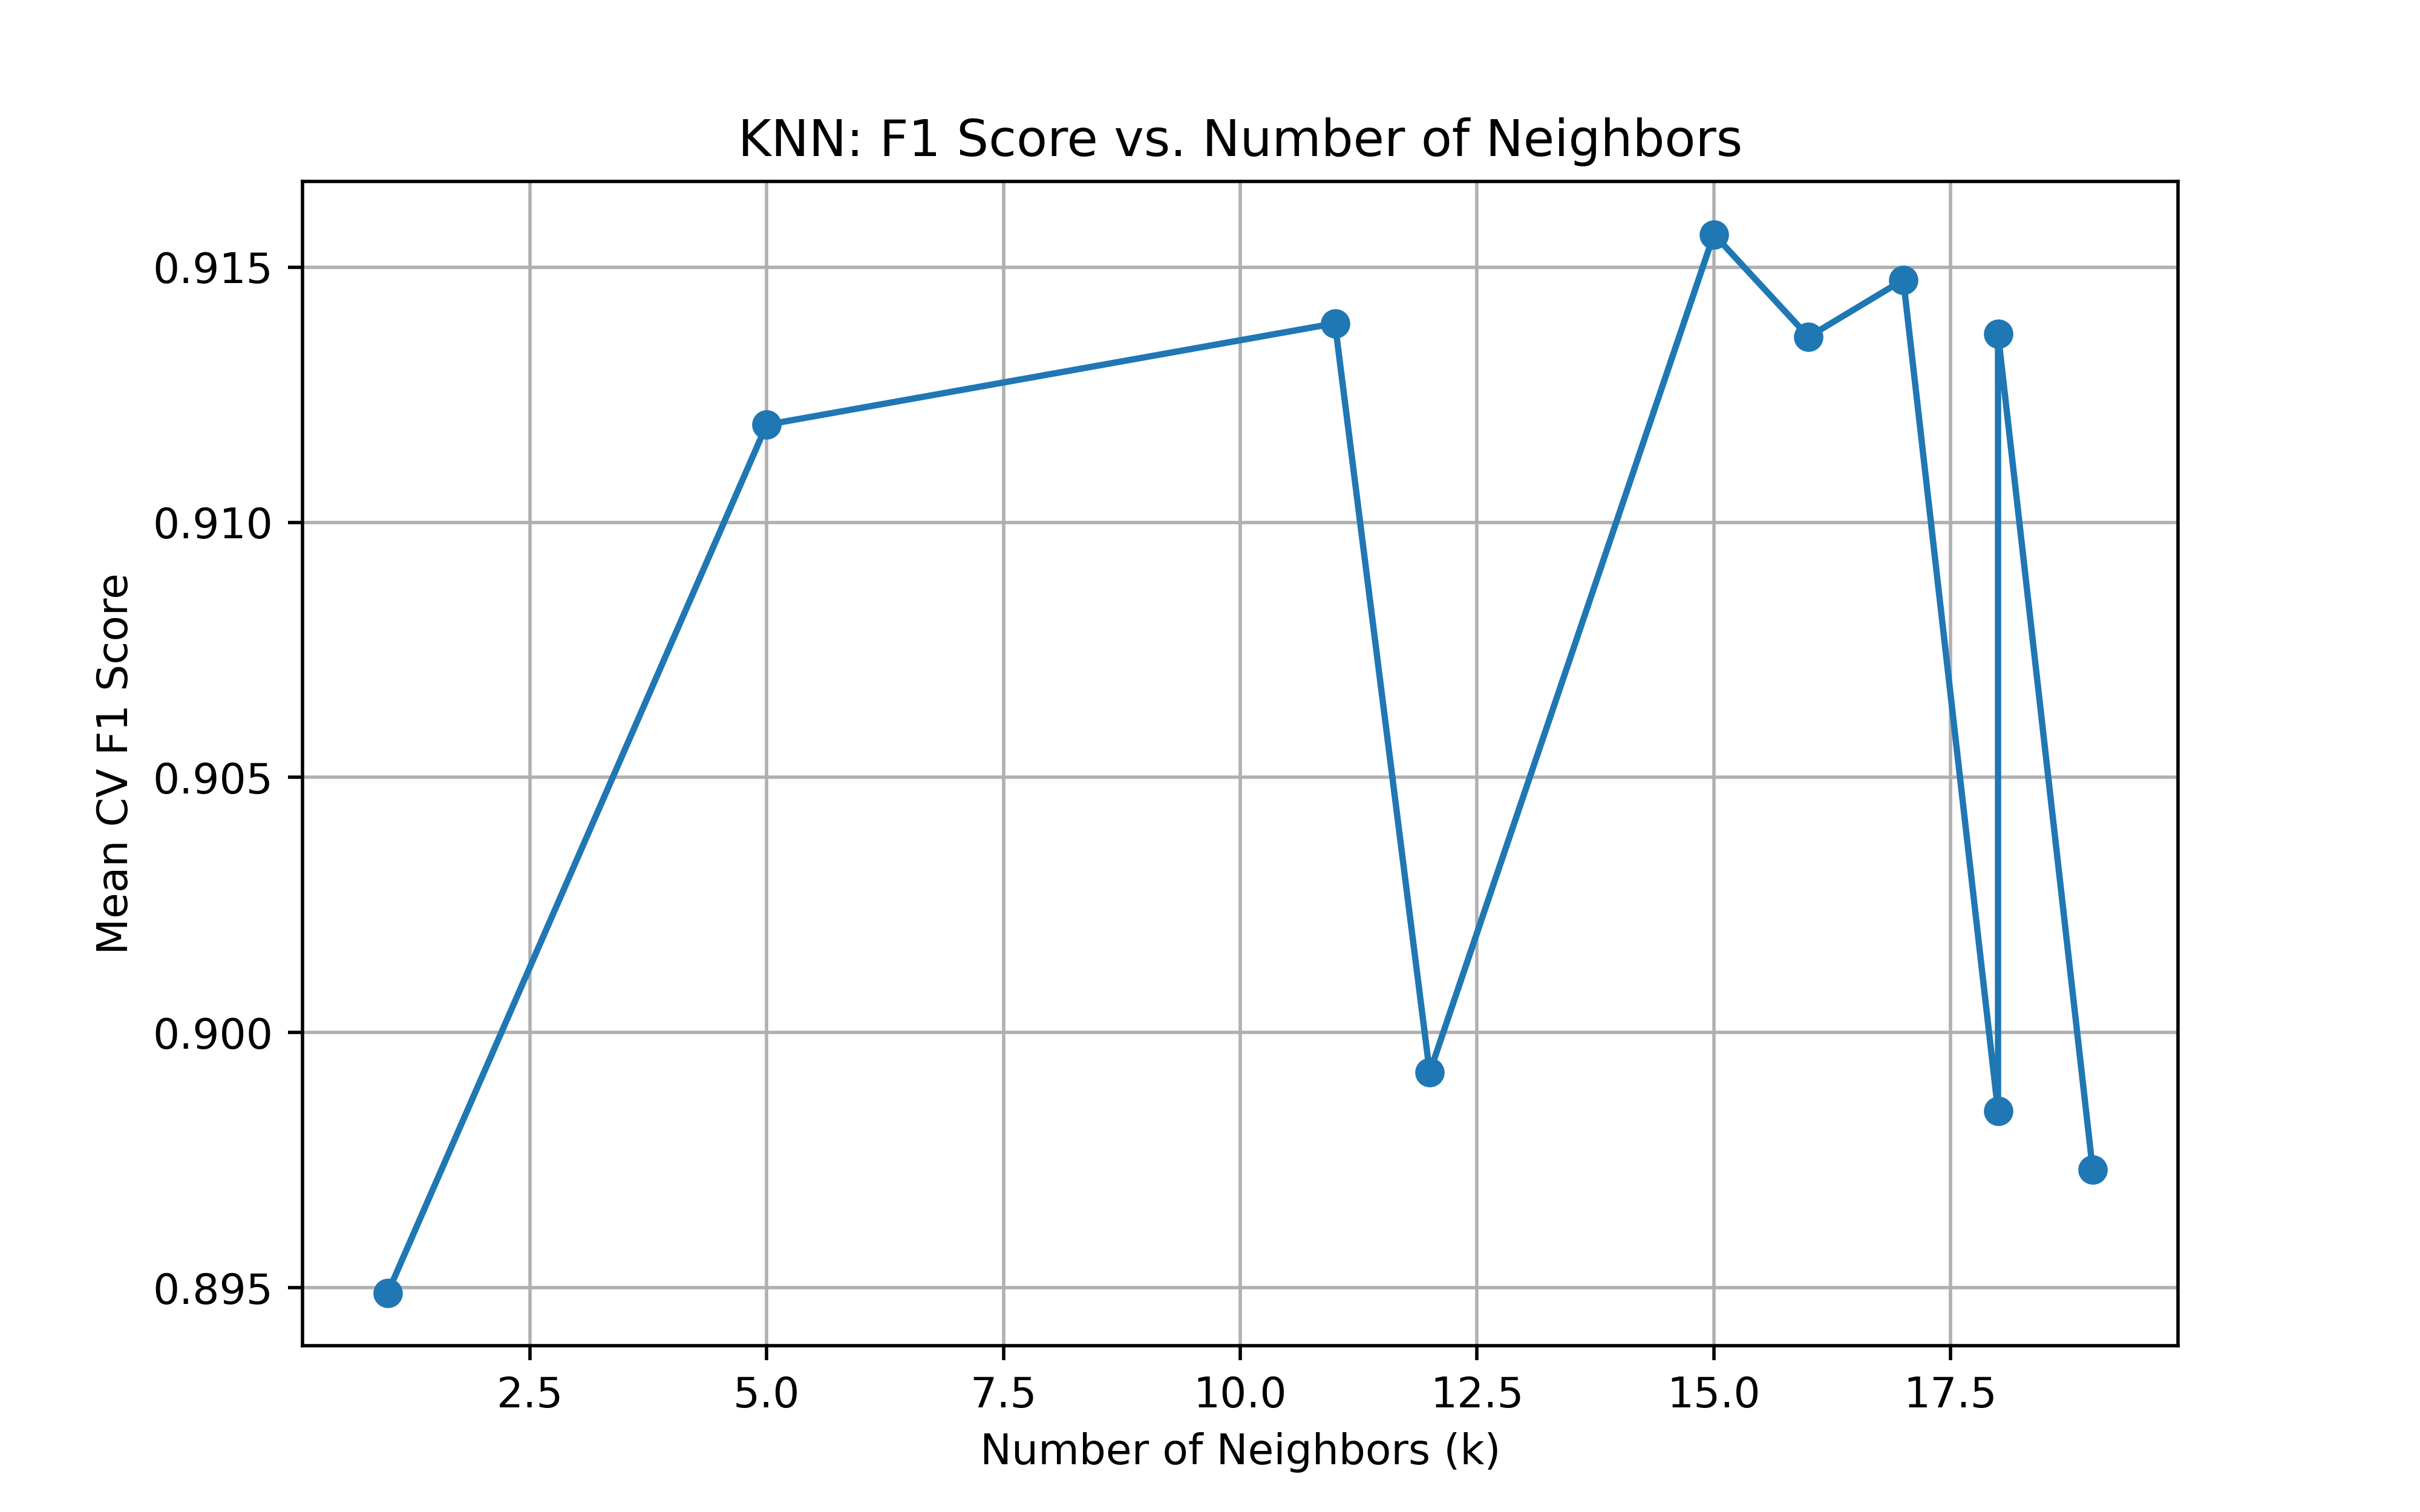 KNN: F1 Score vs. Number of Neighbors
0.915
0.910
0.905
0.900
0.895
Mean CV F1 Score
2.5 5.0 7.5 10.0 12.5 15.0 17.5
Number of Neighbors (k)